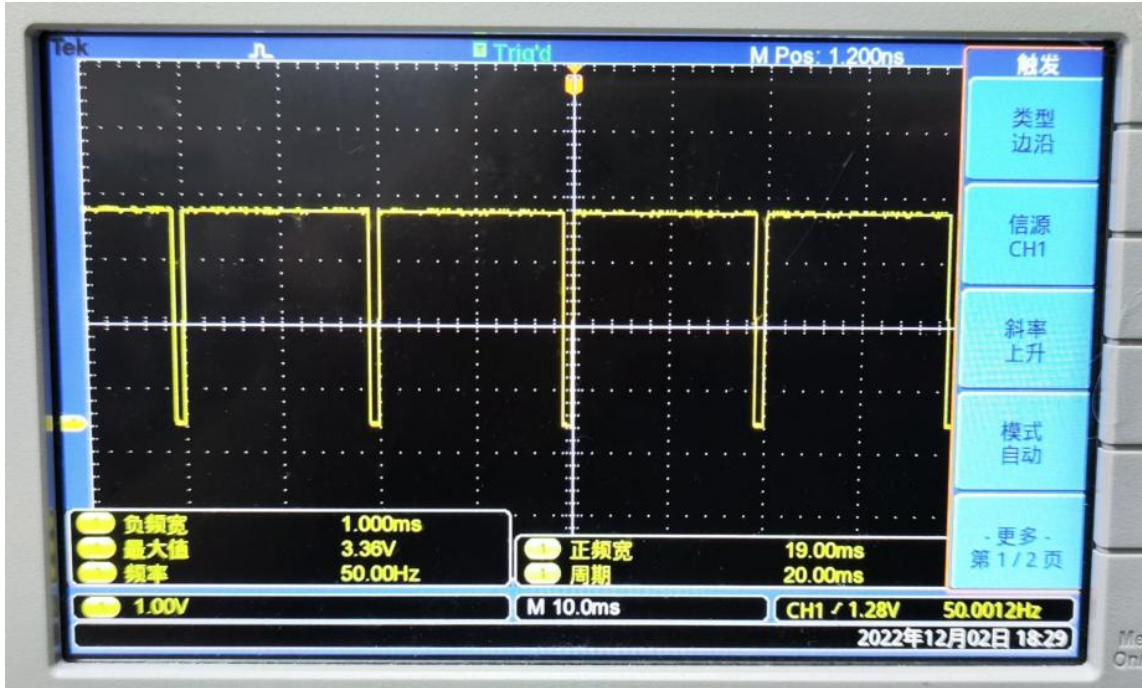 Tek
Trig'd
M Pos: 1.200ns
触发
类型
边沿
信源
CH1
斜率
上升
模式
自动
- 更多 -
第 1 / 2 页
负频宽 1.000ms
最大值 3.36V
频率 50.00Hz
正频宽 19.00ms
周期 20.00ms
1.00V
M 10.0ms
CH1 / 1.28V 50.0012Hz
2022年12月02日 18:29